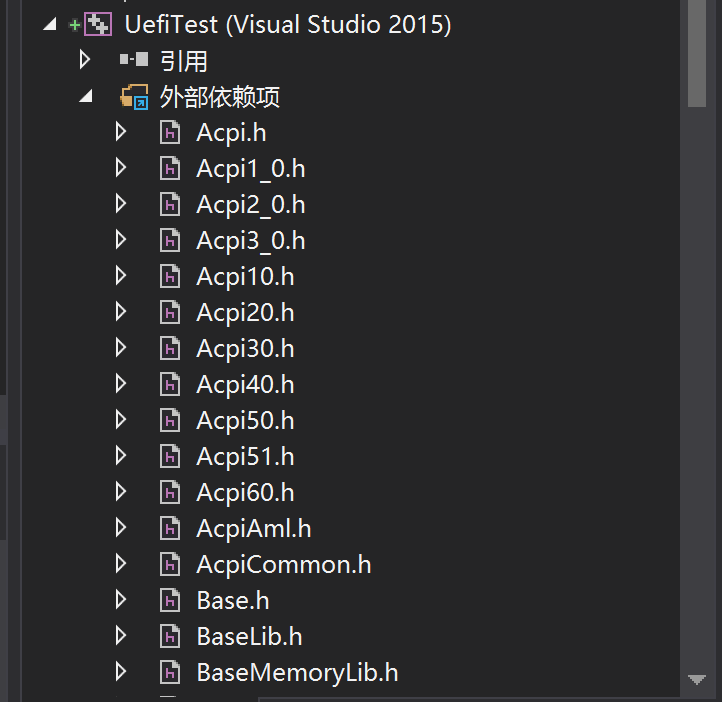 UefiTest (Visual Studio 2015)
引用
外部依赖项
Acpi.h
Acpi1_0.h
Acpi2_0.h
Acpi3_0.h
Acpi10.h
Acpi20.h
Acpi30.h
Acpi40.h
Acpi50.h
Acpi51.h
Acpi60.h
AcpiAml.h
AcpiCommon.h
Base.h
BaseLib.h
BaseMemoryLib.h